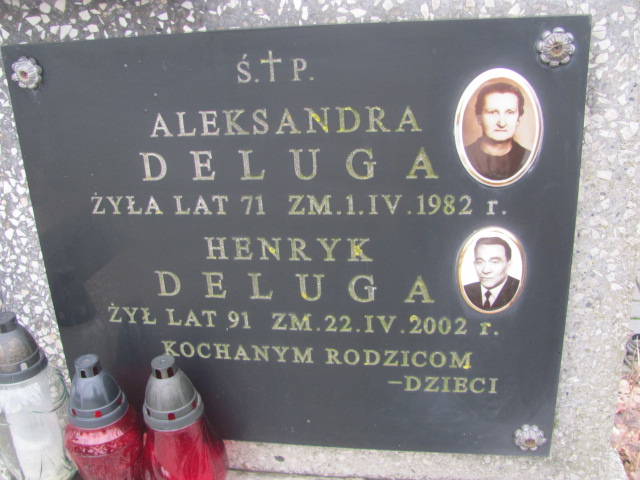 Ś.†P.
ALEKSANDRA
DELUGA
ŻYŁA LAT 71 ZM.1.IV.1982 r.
HENRYK
DELUGA
ŻYŁ LAT 91 ZM.22.IV.2002 r.
KOCHANYM RODZICOM
-DZIECI